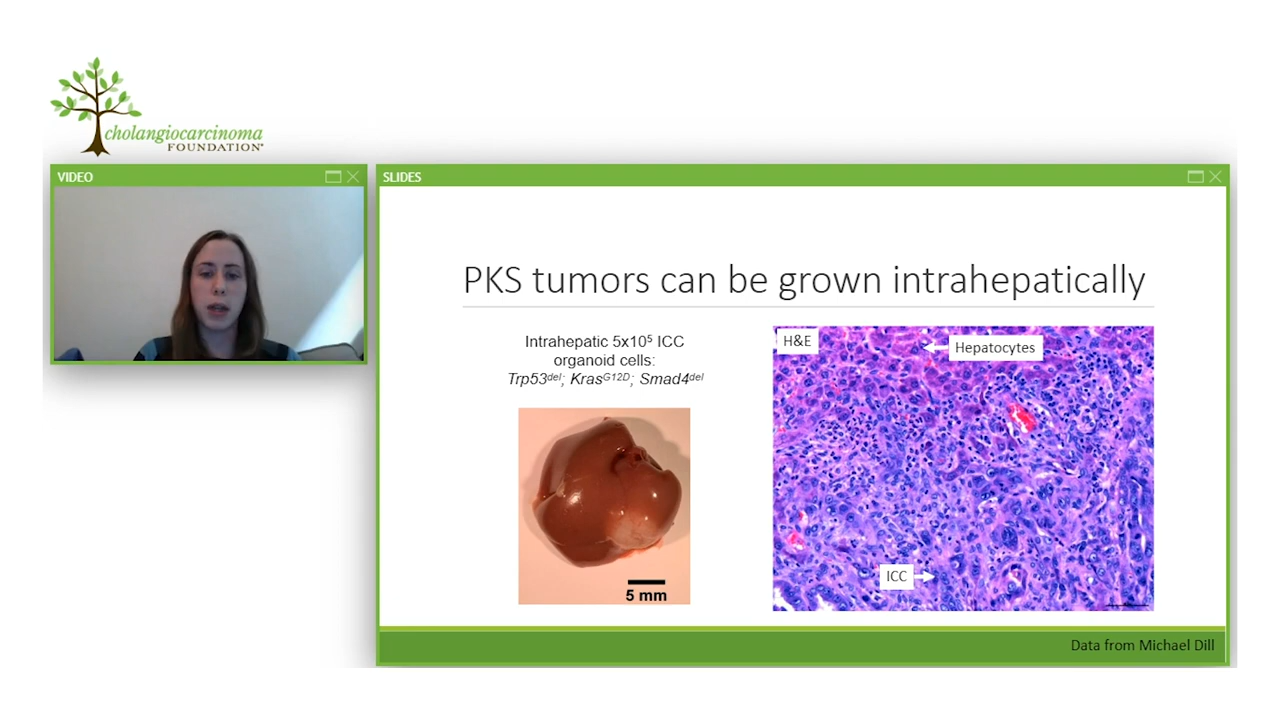 cholangiocarcinoma
FOUNDATION®
VIDEO
SLIDES
PKS tumors can be grown intrahepatically
Intrahepatic 5x10⁵ ICC
organoid cells:
Trp53ᵈᵉˡ; Krasᴳ¹²ᴰ; Smad4ᵈᵉˡ
5 mm
H&E
Hepatocytes
ICC
Data from Michael Dill